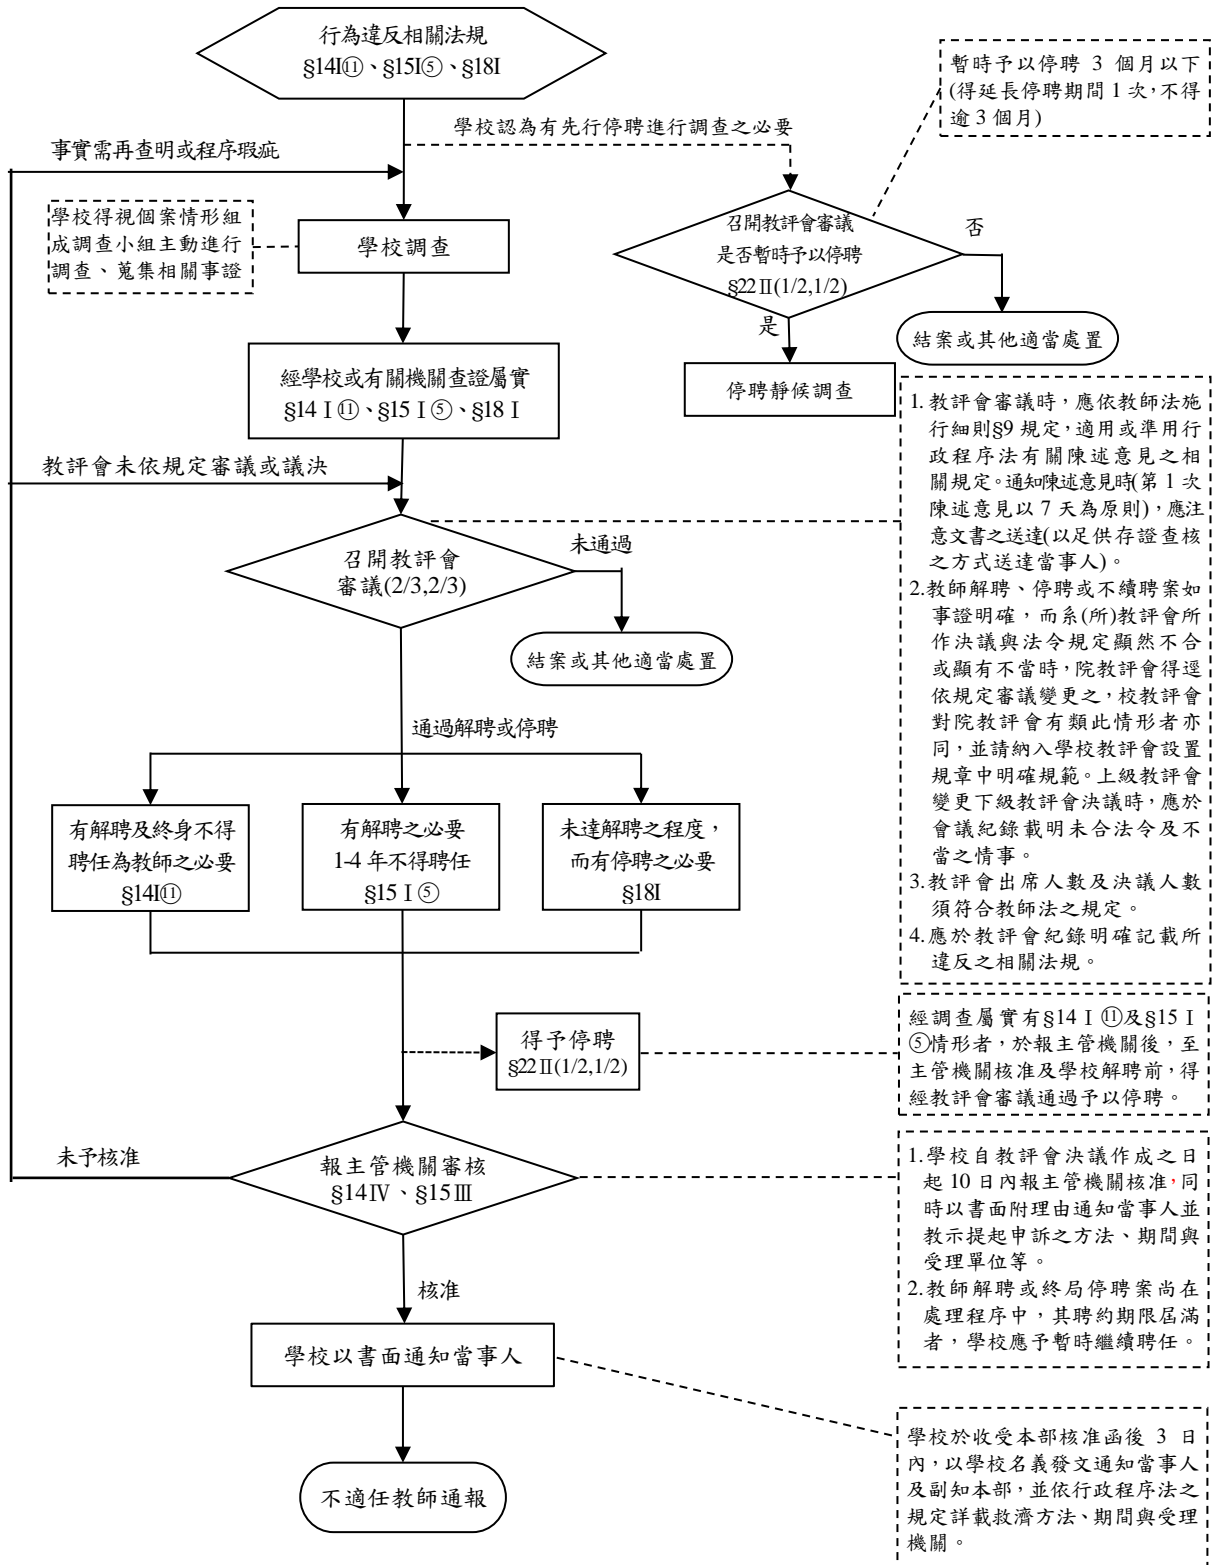 行為違反相關法規
§14I⑪、§15I⑤、§18I
暫時予以停聘 3 個月以下
(得延長停聘期間 1 次，不得
逾 3 個月)
學校認為有先行停聘進行調查之必要
事實需再查明或程序瑕疵
學校得視個案情形組
成調查小組主動進行
調查、蒐集相關事證
學校調查
召開教評會審議
是否暫時予以停聘
§22Ⅱ(1/2,1/2)
否
是
結案或其他適當處置
停聘靜候調查
經學校或有關機關查證屬實
§14Ⅰ⑪、§15Ⅰ⑤、§18Ⅰ
教評會未依規定審議或議決
召開教評會
審議(2/3,2/3)
未通過
結案或其他適當處置
1. 教評會審議時，應依教師法施
行細則§9 規定，適用或準用行
政程序法有關陳述意見之相
關規定。通知陳述意見時(第 1 次
陳述意見以 7 天為原則)，應注
意文書之送達(以足供存證查核
之方式送達當事人)。
2.教師解聘、停聘或不續聘案如
事證明確，而系(所)教評會所
作決議與法令規定顯然不合
或顯有不當時，院教評會得逕
依規定審議變更之，校教評會
對院教評會有類此情形者亦
同，並請納入學校教評會設置
規章中明確規範。上級教評會
變更下級教評會決議時，應於
會議紀錄載明未合法令及不
當之情事。
3.教評會出席人數及決議人數
須符合教師法之規定。
4.應於教評會紀錄明確記載所
違反之相關法規。
通過解聘或停聘
有解聘及終身不得
聘任為教師之必要
§14I⑪
有解聘之必要
1-4 年不得聘任
§15Ⅰ⑤
未達解聘之程度，
而有停聘之必要
§18I
得予停聘
§22Ⅱ(1/2,1/2)
經調查屬實有§14Ⅰ⑪及§15Ⅰ
⑤情形者，於報主管機關後，至
主管機關核准及學校解聘前，得
經教評會審議通過予以停聘。
未予核准
報主管機關審核
§14Ⅳ、§15Ⅲ
1.學校自教評會決議作成之日
起 10 日內報主管機關核准，同
時以書面附理由通知當事人並
教示提起申訴之方法、期間與
受理單位等。
2.教師解聘或終局停聘案尚在
處理程序中，其聘約期限屆滿
者，學校應予暫時繼續聘任。
核准
學校以書面通知當事人
學校於收受本部核准函後 3 日
內，以學校名義發文通知當事人
及副知本部，並依行政程序法之
規定詳載救濟方法、期間與受理
機關。
不適任教師通報